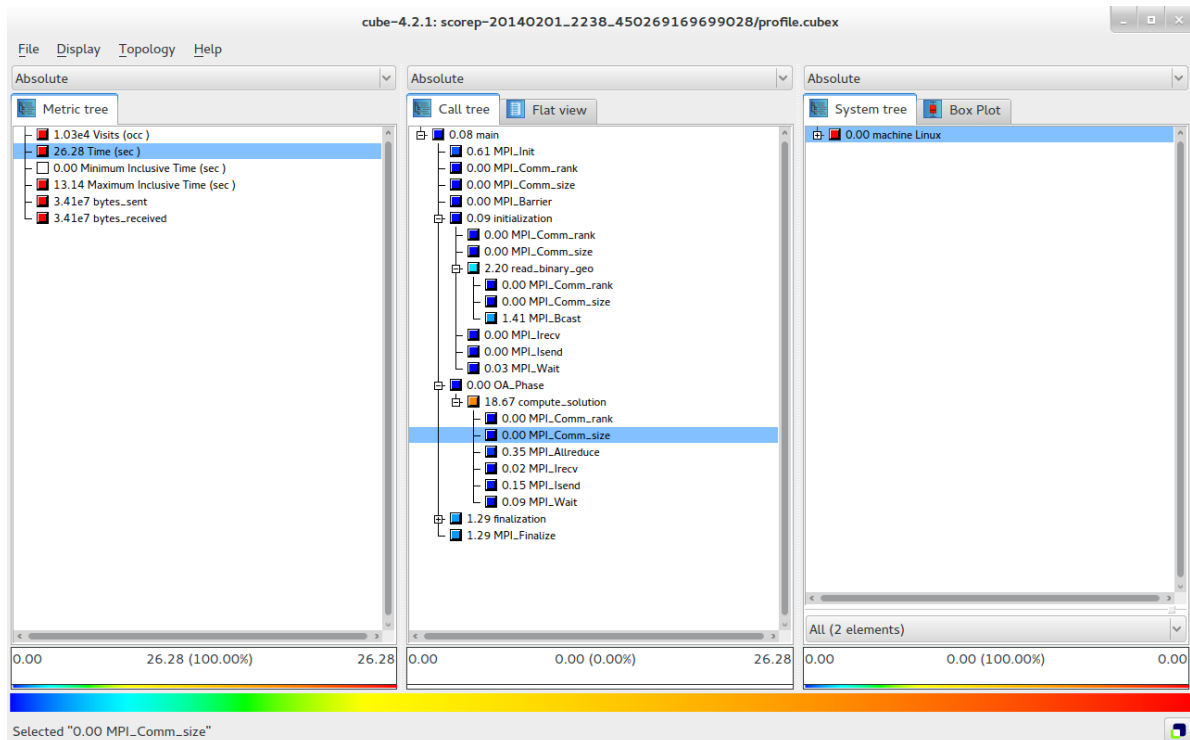 cube-4.2.1: scorep-20140201_2238_450269169699028/profile.cubex
File Display Topology Help
Absolute
Metric tree
1.03e4 Visits (occ )
26.28 Time (sec )
0.00 Minimum Inclusive Time (sec )
13.14 Maximum Inclusive Time (sec )
3.41e7 bytes_sent
3.41e7 bytes_received
0.00 26.28 (100.00%) 26.28
Absolute
Call tree Flat view
0.08 main
0.61 MPI_Init
0.00 MPI_Comm_rank
0.00 MPI_Comm_size
0.00 MPI_Barrier
0.09 initialization
0.00 MPI_Comm_rank
0.00 MPI_Comm_size
2.20 read_binary_geo
0.00 MPI_Comm_rank
0.00 MPI_Comm_size
1.41 MPI_Bcast
0.00 MPI_Irecv
0.00 MPI_Isend
0.03 MPI_Wait
0.00 OA_Phase
18.67 compute_solution
0.00 MPI_Comm_rank
0.00 MPI_Comm_size
0.35 MPI_Allreduce
0.02 MPI_Irecv
0.15 MPI_Isend
0.09 MPI_Wait
1.29 finalization
1.29 MPI_Finalize
0.00 0.00 (0.00%) 26.28
Absolute
System tree Box Plot
0.00 machine Linux
All (2 elements)
0.00 0.00 (100.00%) 0.00
Selected "0.00 MPI_Comm_size"